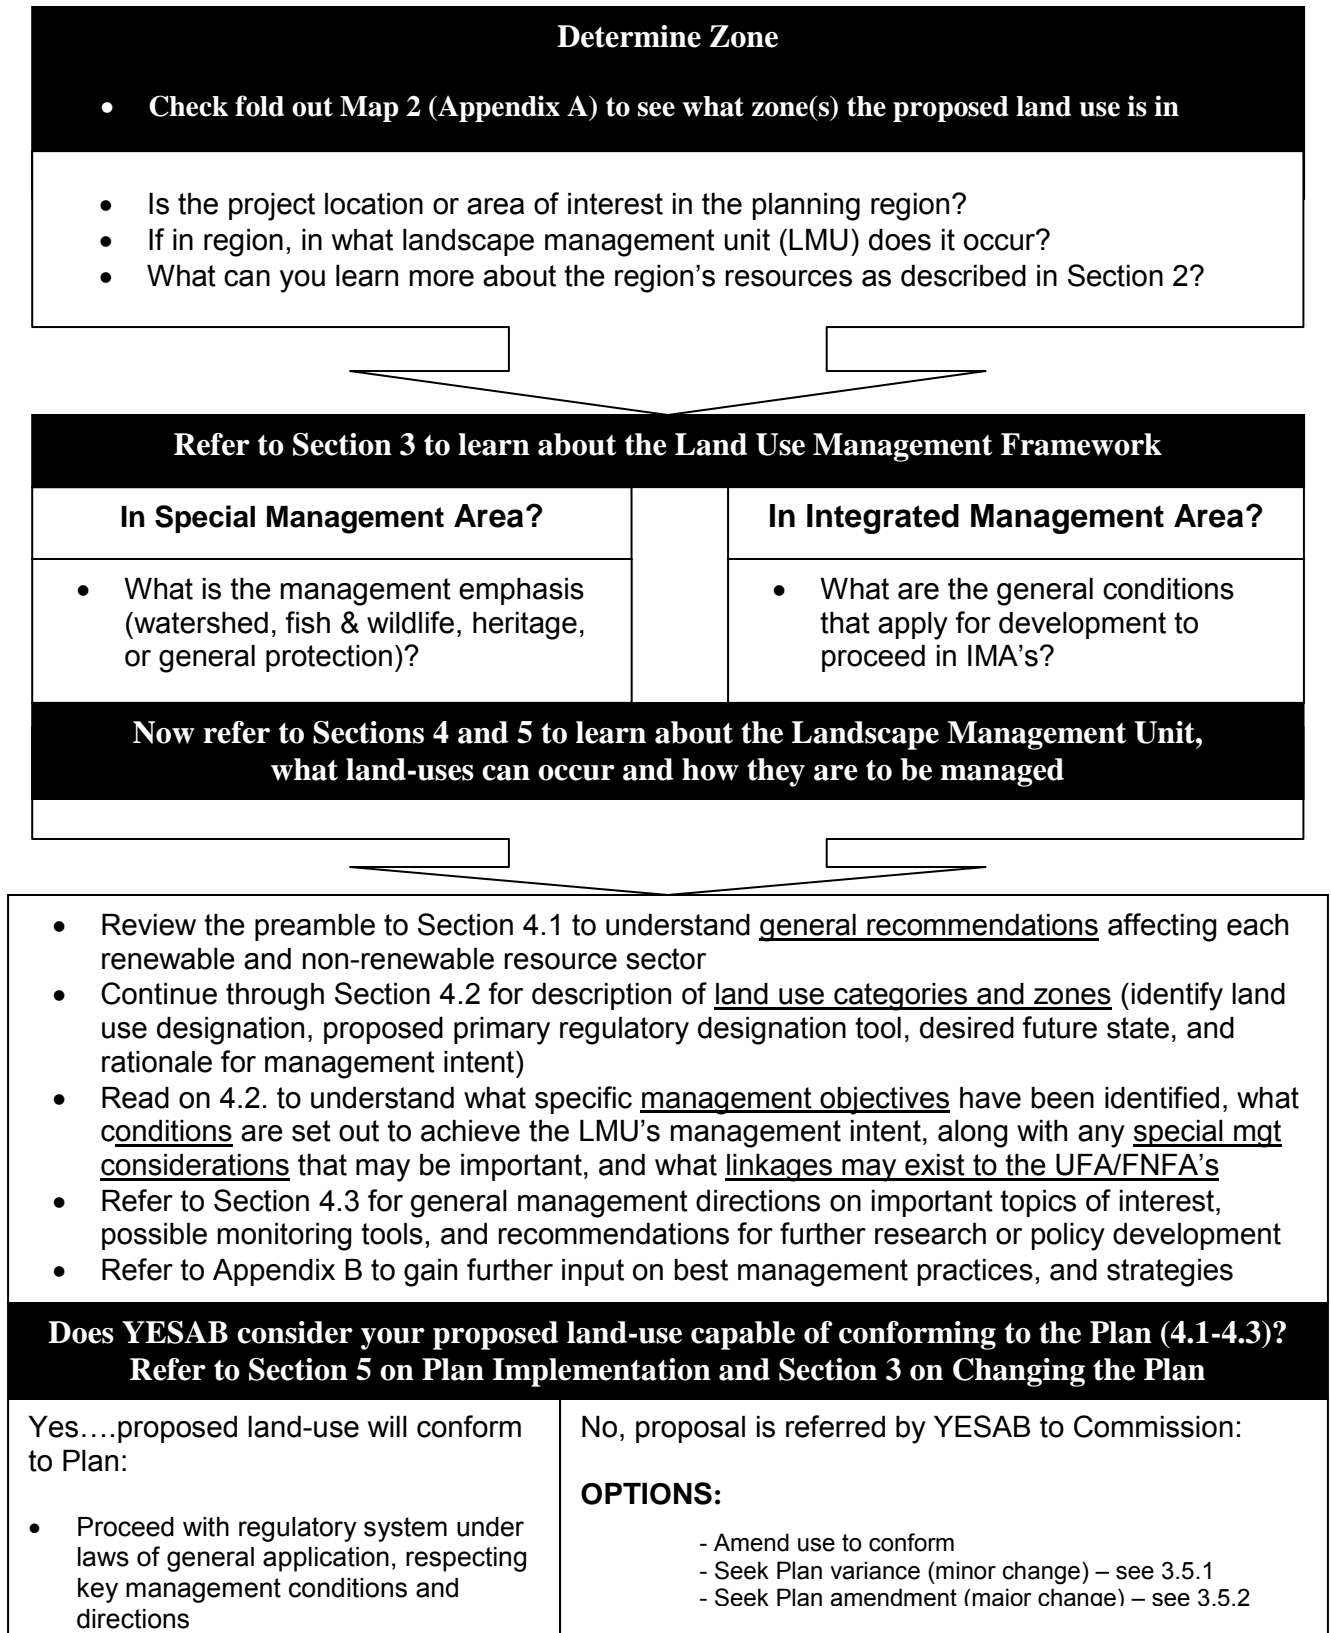 Determine Zone
• Check fold out Map 2 (Appendix A) to see what zone(s) the proposed land use is in
• Is the project location or area of interest in the planning region?
• If in region, in what landscape management unit (LMU) does it occur?
• What can you learn more about the region’s resources as described in Section 2?
Refer to Section 3 to learn about the Land Use Management Framework
In Special Management Area?
• What is the management emphasis
(watershed, fish & wildlife, heritage,
or general protection)?
In Integrated Management Area?
• What are the general conditions
that apply for development to
proceed in IMA’s?
Now refer to Sections 4 and 5 to learn about the Landscape Management Unit,
what land-uses can occur and how they are to be managed
• Review the preamble to Section 4.1 to understand general recommendations affecting each
renewable and non-renewable resource sector
• Continue through Section 4.2 for description of land use categories and zones (identify land
use designation, proposed primary regulatory designation tool, desired future state, and
rationale for management intent)
• Read on 4.2. to understand what specific management objectives have been identified, what
conditions are set out to achieve the LMU’s management intent, along with any special mgt
considerations that may be important, and what linkages may exist to the UFA/FNFA’s
• Refer to Section 4.3 for general management directions on important topics of interest,
possible monitoring tools, and recommendations for further research or policy development
• Refer to Appendix B to gain further input on best management practices, and strategies
Does YESAB consider your proposed land-use capable of conforming to the Plan (4.1-4.3)?
Refer to Section 5 on Plan Implementation and Section 3 on Changing the Plan
Yes….proposed land-use will conform
to Plan:
• Proceed with regulatory system under
laws of general application, respecting
key management conditions and
directions
No, proposal is referred by YESAB to Commission:
OPTIONS:
- Amend use to conform
- Seek Plan variance (minor change) – see 3.5.1
- Seek Plan amendment (major change) – see 3.5.2